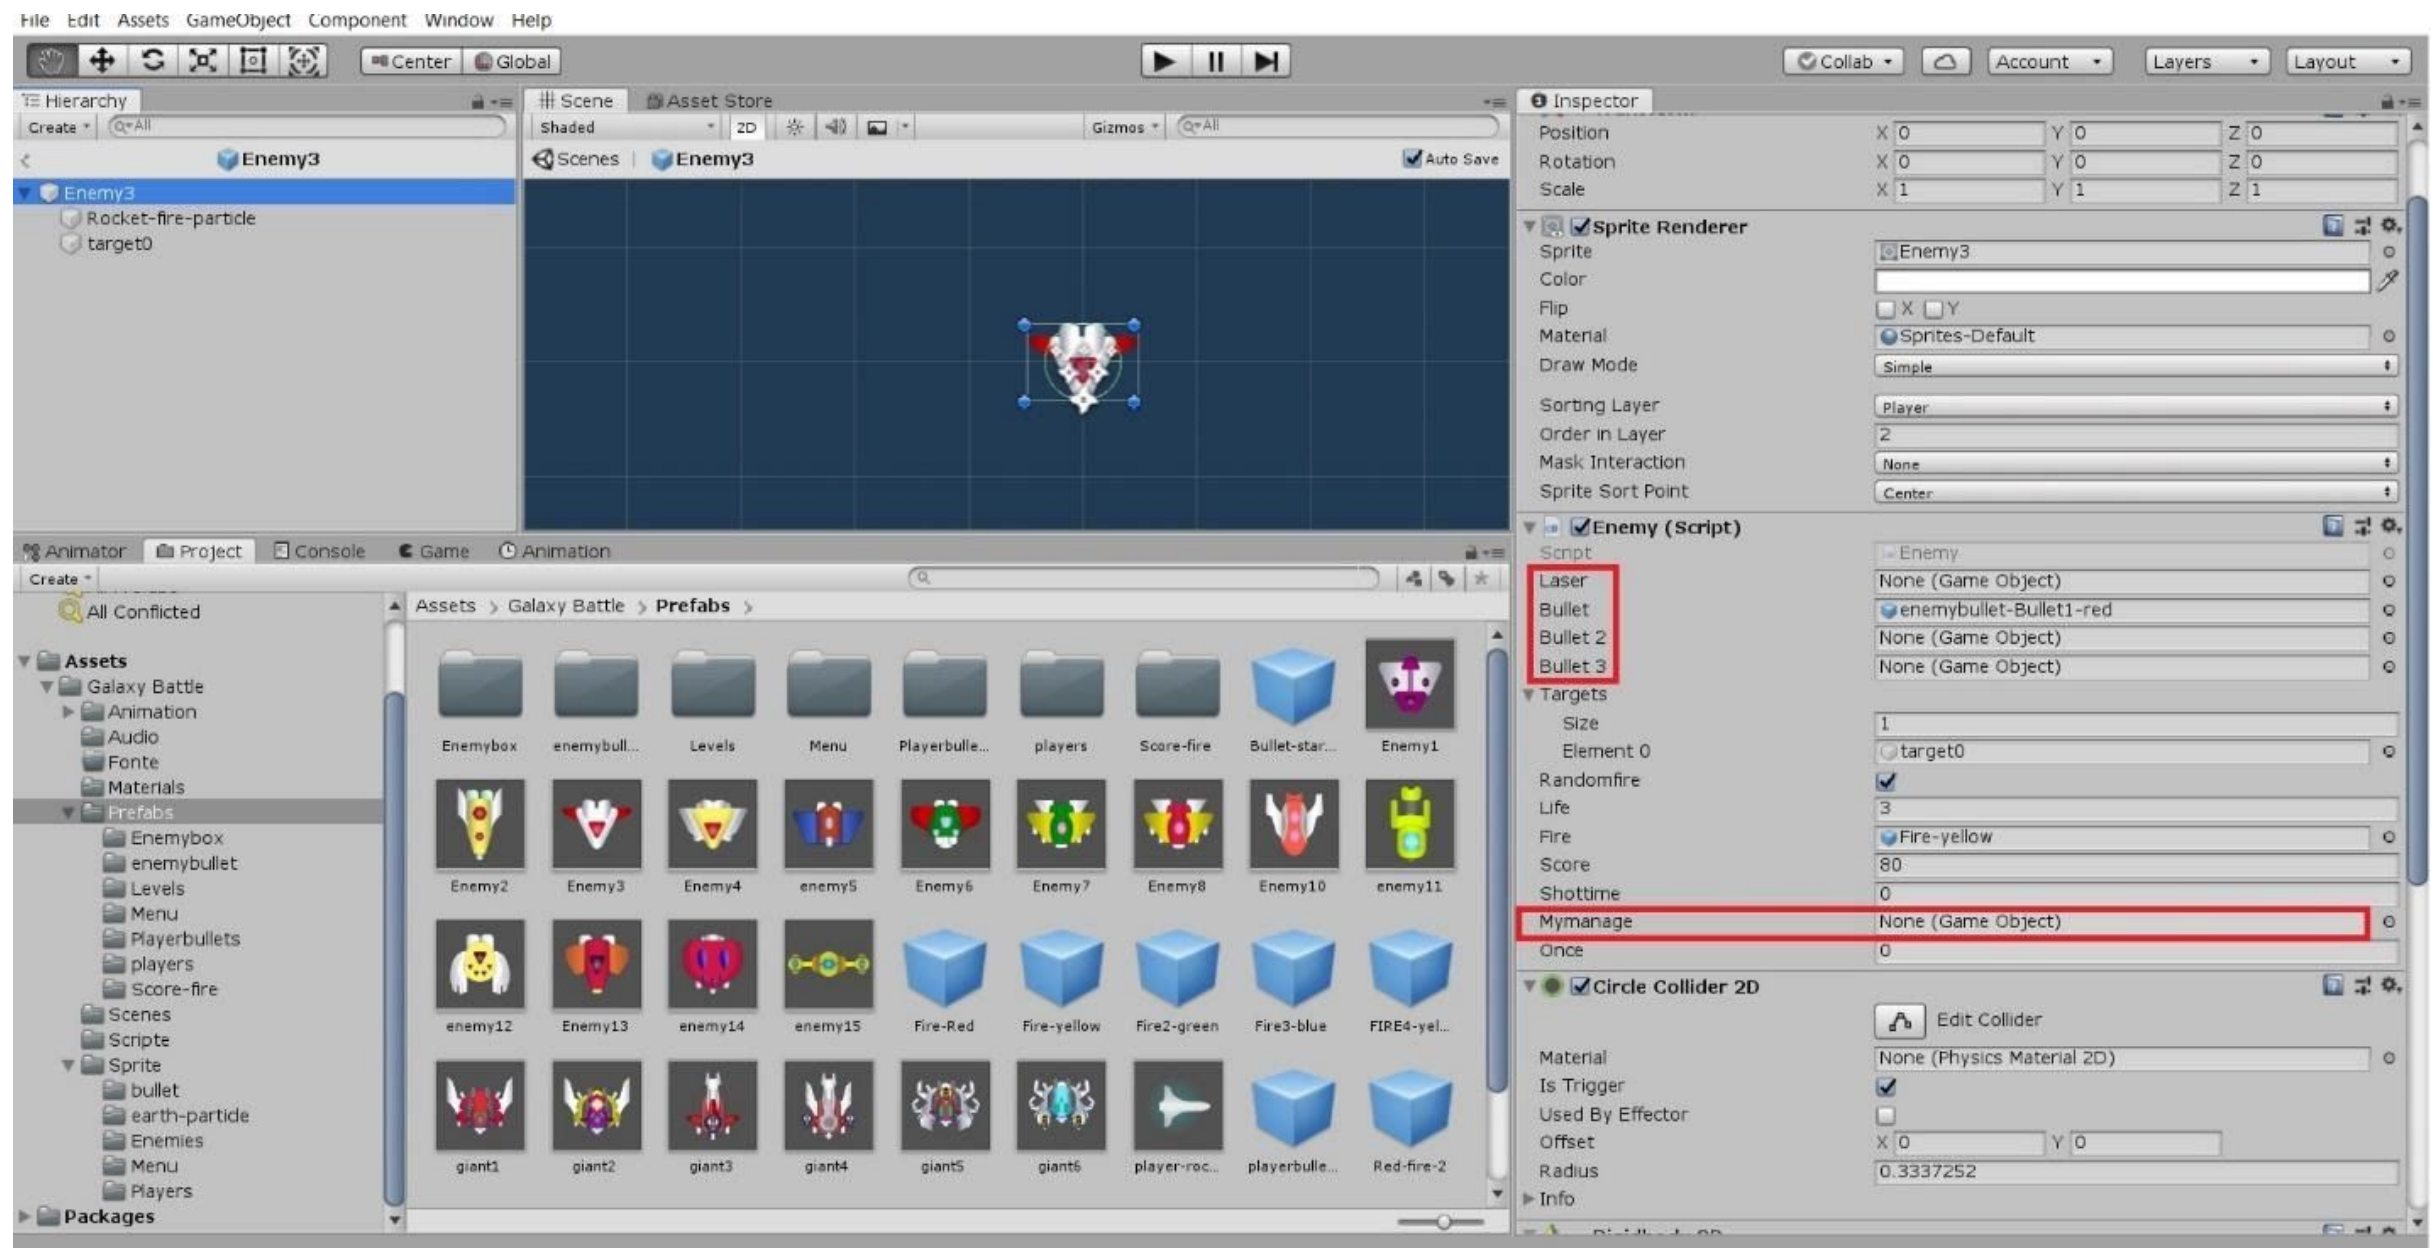 File Edit Assets GameObject Component Window Help
Center Global
Collab Account Layers Layout
Hierarchy
Create All
Enemy3
Enemy3
Rocket-fire-particle
target0
Scene Asset Store
Shaded 2D Gizmos All
Scenes Enemy3 Auto Save
Inspector
Position X 0 Y 0 Z 0
Rotation X 0 Y 0 Z 0
Scale X 1 Y 1 Z 1
Sprite Renderer
Sprite Enemy3
Color
Flip X Y
Material Sprites-Default
Draw Mode Simple
Sorting Layer Player
Order in Layer 2
Mask Interaction None
Sprite Sort Point Center
Enemy (Script)
Script Enemy
Laser None (Game Object)
Bullet enemybullet-Bullet1-red
Bullet 2 None (Game Object)
Bullet 3 None (Game Object)
Targets
Size 1
Element 0 target0
Randomfire
Life 3
Fire Fire-yellow
Score 80
Shottime 0
Mymanage None (Game Object)
Once 0
Circle Collider 2D
Edit Collider
Material None (Physics Material 2D)
Is Trigger
Used By Effector
Offset X 0 Y 0
Radius 0.3337252
Info
Animator Project Console Game Animation
Create
All Conflicted
Assets
Galaxy Battle
Animation
Audio
Fonte
Materials
Prefabs
Enemybox
enemybullet
Levels
Menu
Playerbullets
players
Score-fire
Scenes
Scripte
Sprite
bullet
earth-particle
Enemies
Menu
Players
Packages
Assets > Galaxy Battle > Prefabs >
Enemybox enemybull... Levels Menu Playerbulle... players Score-fire Bullet-star... Enemy1
Enemy2 Enemy3 Enemy4 enemy5 Enemy6 Enemy7 Enemy8 Enemy10 enemy11
enemy12 Enemy13 enemy14 enemy15 Fire-Red Fire-yellow Fire2-green Fire3-blue FIRE4-yel...
giant1 giant2 giant3 giant4 giant5 giant6 player-roc... playerbulle... Red-fire-2